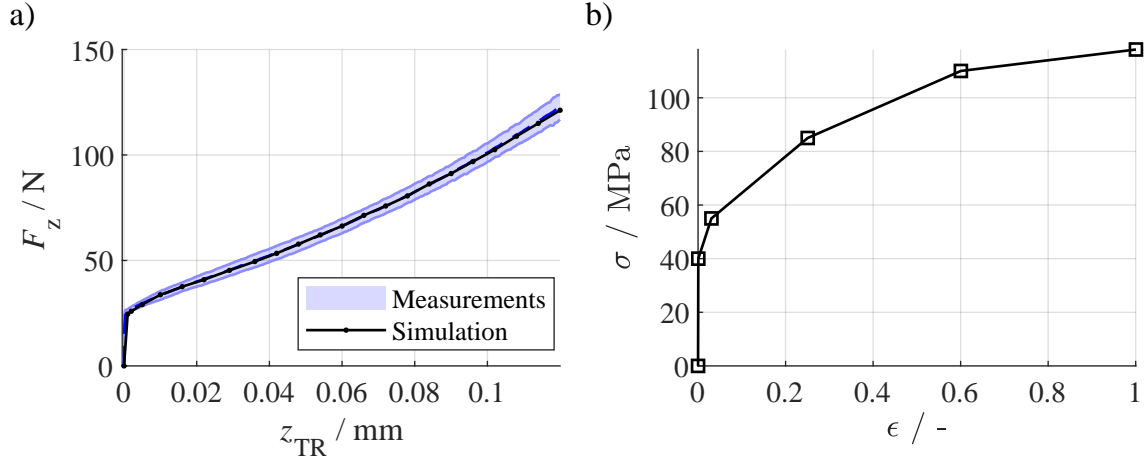 a)
150
100
50
0
F_z / N
0 0.02 0.04 0.06 0.08 0.1
z_TR / mm
Measurements
Simulation
b)
100
80
60
40
20
0
σ / MPa
0 0.2 0.4 0.6 0.8 1
ϵ / -